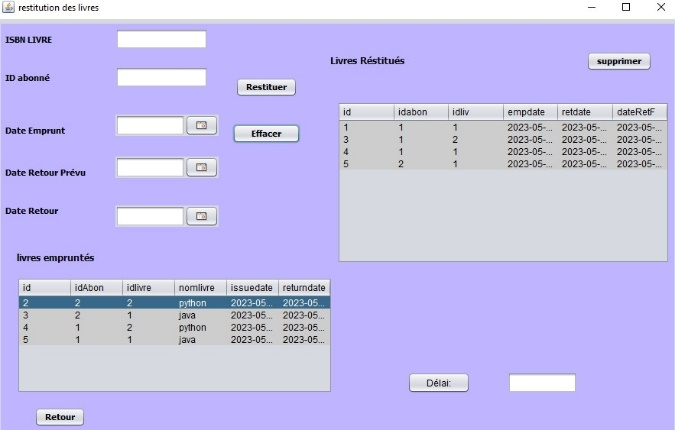 restitution des livres
ISBN LIVRE
ID abonné
Restituer
Date Emprunt
Effacer
Date Retour Prévu
Date Retour
Livres Réstitués
supprimer
id idabon idliv empdate retdate dateRetF
1 1 1 2023-05-... 2023-05-... 2023-05-...
3 1 2 2023-05-... 2023-05-... 2023-05-...
4 1 1 2023-05-... 2023-05-... 2023-05-...
5 2 1 2023-05-... 2023-05-... 2023-05-...
livres empruntés
id idAbon idlivre nomlivre issuedate returndate
2 2 2 python 2023-05... 2023-05...
3 2 1 java 2023-05... 2023-05...
4 1 2 python 2023-05... 2023-05...
5 1 1 java 2023-05... 2023-05...
Délai:
Retour